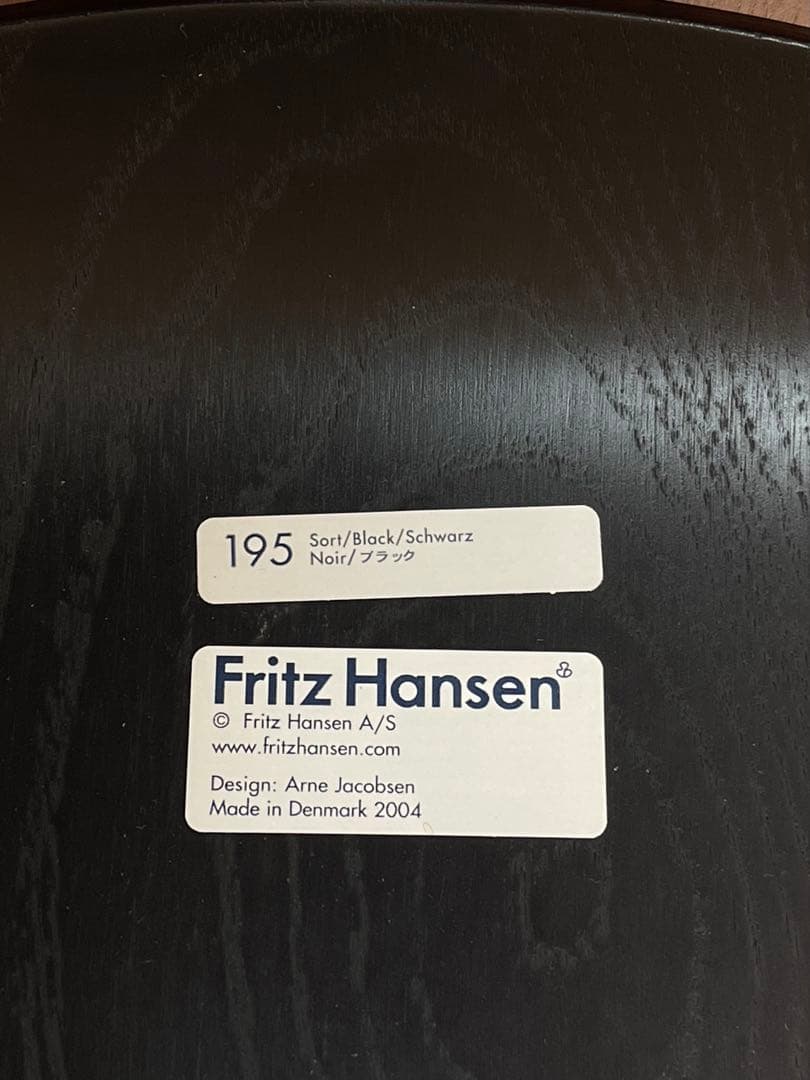 195 Sort/Black/Schwarz
Noir/ブラック
Fritz Hansen
© Fritz Hansen A/S
www.fritzhansen.com
Design: Arne Jacobsen
Made in Denmark 2004